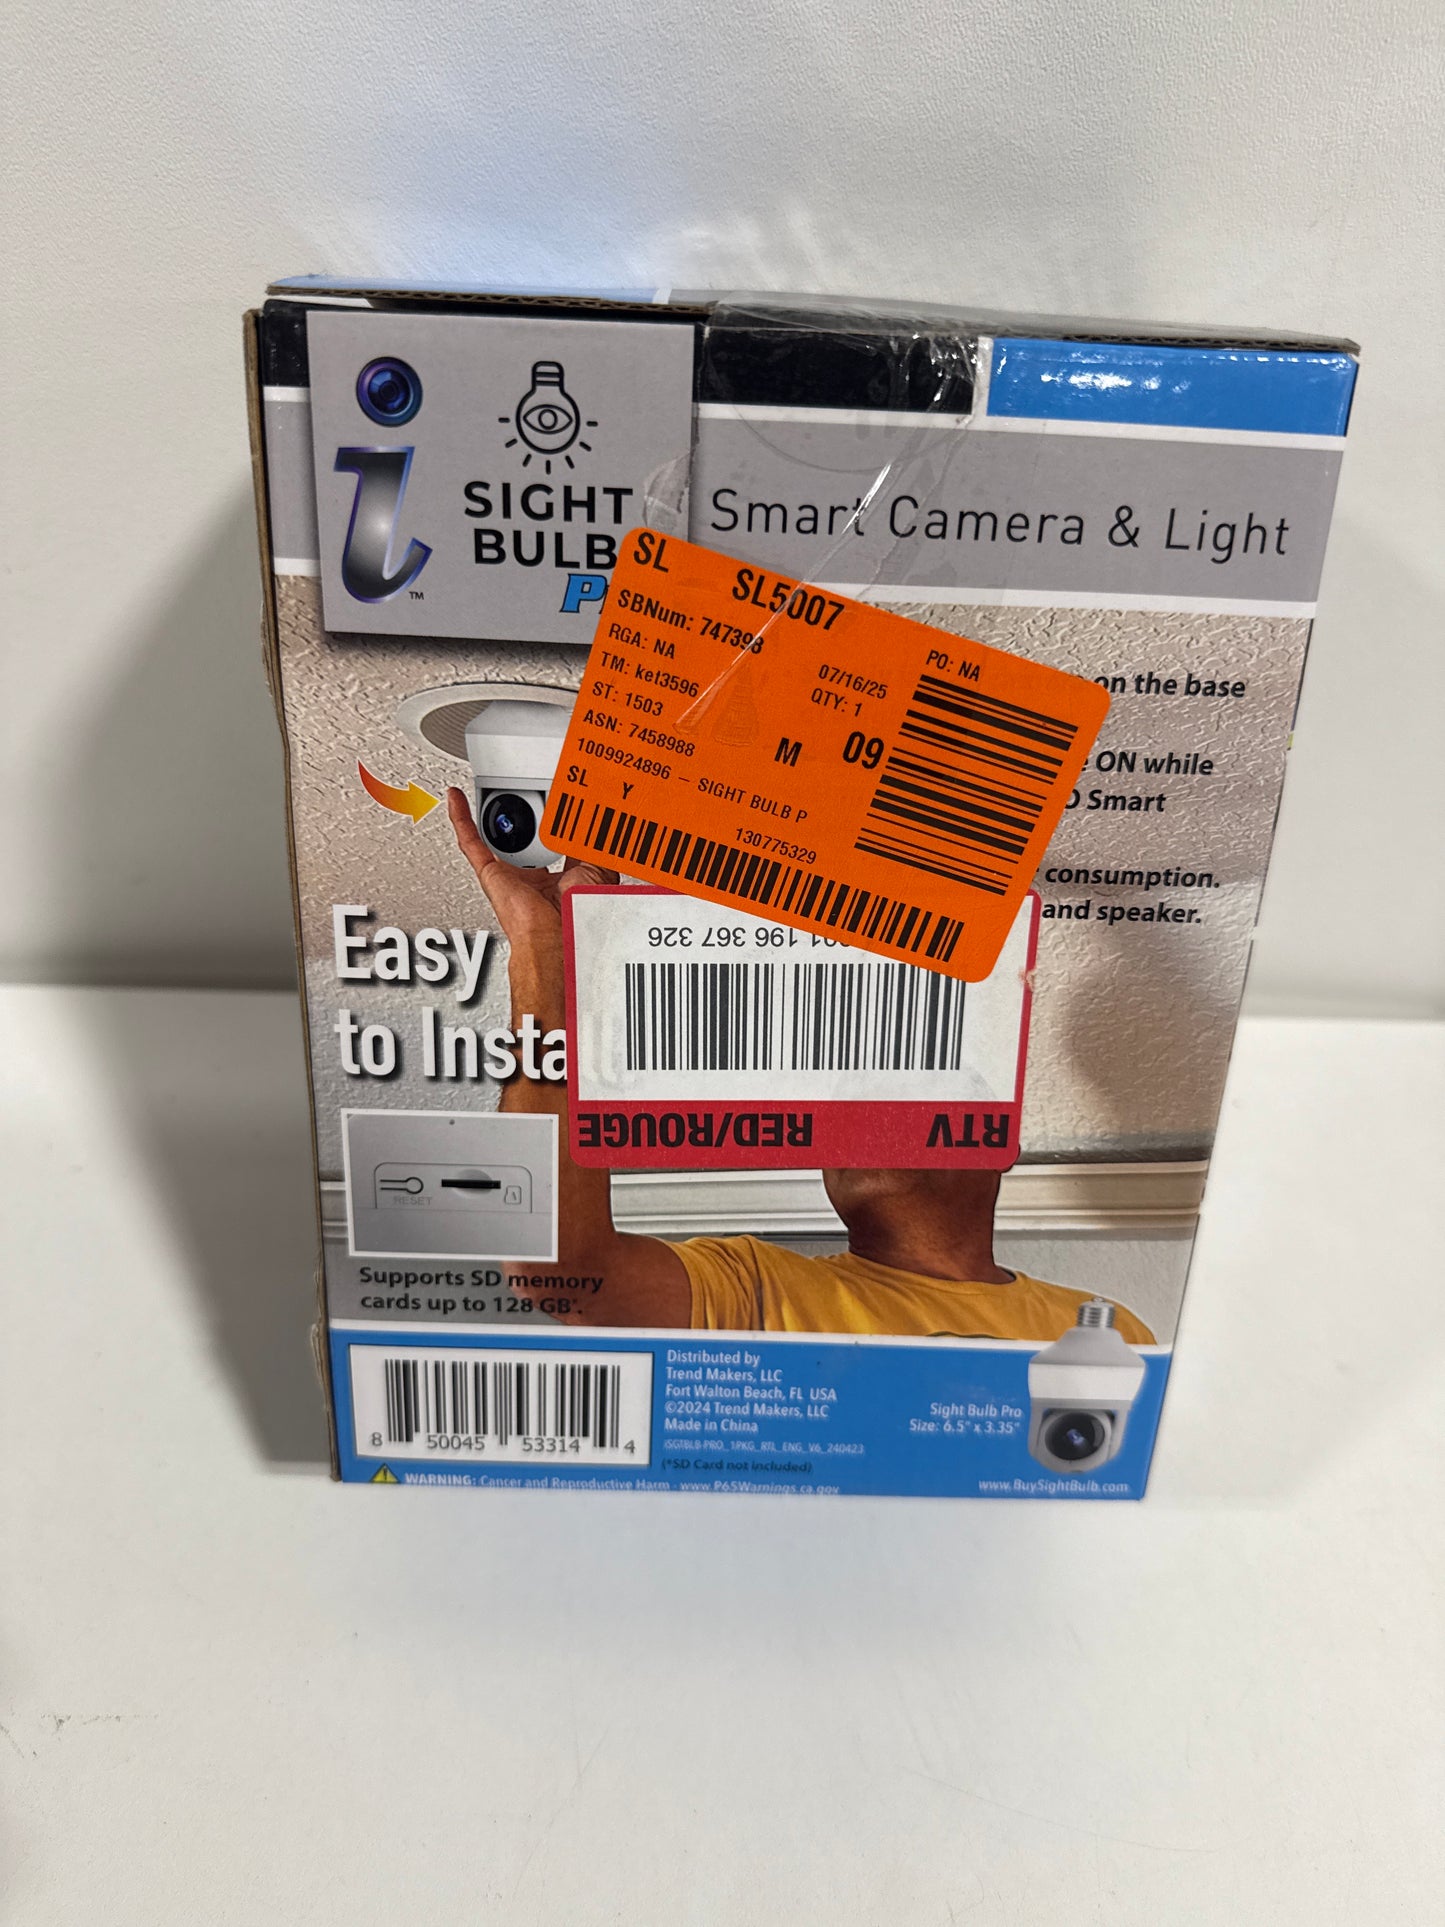 i
™
SIGHT
BULB
Smart Camera & Light
SL SL5007
SBNum: 747398
RGA: NA
TM: ket3596
ST: 1503
ASN: 7458988
1009924896 – SIGHT BULB P
SL Y
130775329
07/16/25
QTY: 1
M 09
PO: NA
on the base
ON while
Smart
consumption.
and speaker.
196 367 326
RED/ROUGE
RTV
Easy
to Insta
RESET
Supports SD memory
cards up to 128 GB*.
8 50045 53314 4
Distributed by
Trend Makers, LLC
Fort Walton Beach, FL USA
©2024 Trend Makers, LLC
Made in China
iSGTBLB-PRO_1PKG_RTL_ENG_V6_240423
(*SD Card not included)
Sight Bulb Pro
Size: 6.5" x 3.35"
WARNING: Cancer and Reproductive Harm - www.P65Warnings.ca.gov
www.BuySightBulb.com